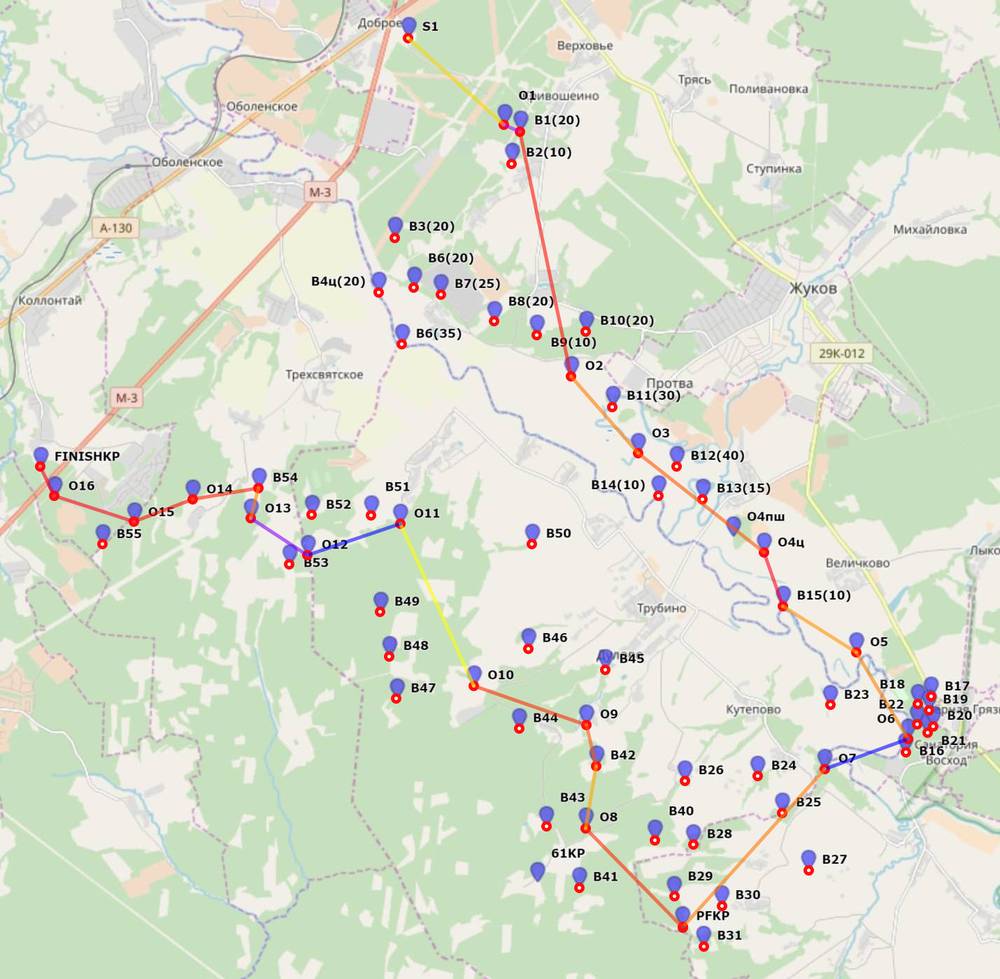 Доброе
S1
Верховье
Трясь
Поливановка
O1
Кривошеино
Оболенское
B1(20)
B2(10)
Оболенское
Ступинка
М-3
А-130
B3(20)
Михайловка
B6(20)
B4ц(20)
B7(25)
Жуков
Коллонтай
B8(20)
B10(20)
B6(35)
B9(10)
29К-012
O2
Трехсвятское
Протва
М-3
B11(30)
O3
FINISHKP
B12(40)
B54
O16
O14
B51
B14(10)
B13(15)
B52
O13
O11
O15
O4пш
B55
B50
O12
O4ц
B53
Величково
B49
B15(10)
Трубино
B46
O5
B48
B45
O10
B47
B18
B17
B23
B22
B19
Кутепово
O9
B44
O6
B20
B21
Санатория
Восход
B16
B42
O7
B26
B24
B43
B25
O8
B40
B28
61KP
B27
B41
B29
B30
PFKP
B31